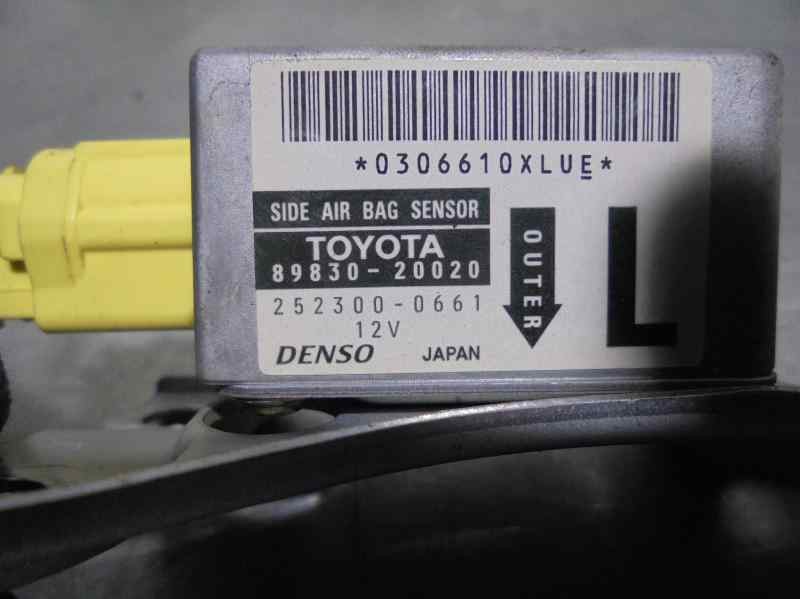 *0306610XLUE*
SIDE AIR BAG SENSOR
TOYOTA
89830-20020
252300-0661
12V
DENSO JAPAN
OUTER
L